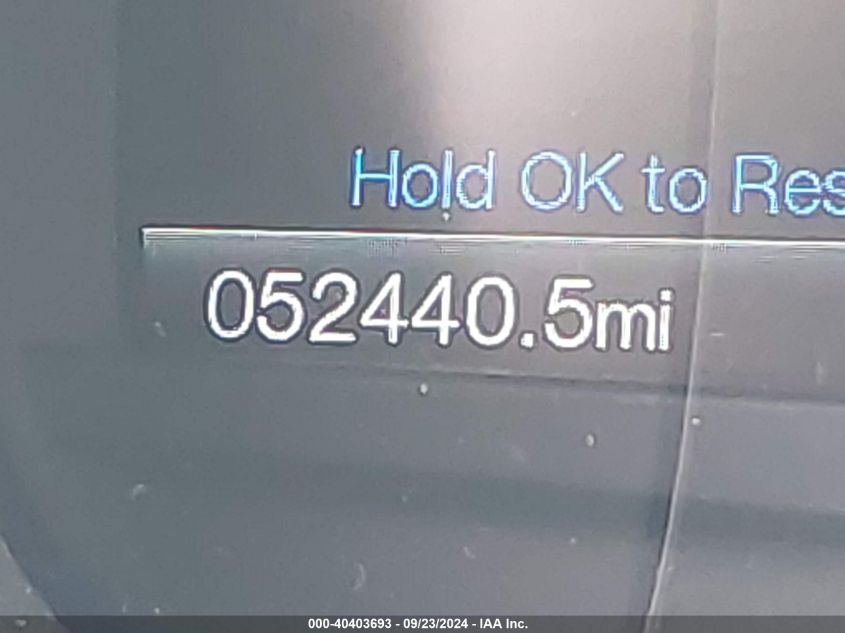 Hold OK to Res
052440.5mi
000-40403693 - 09/23/2024 - IAA Inc.